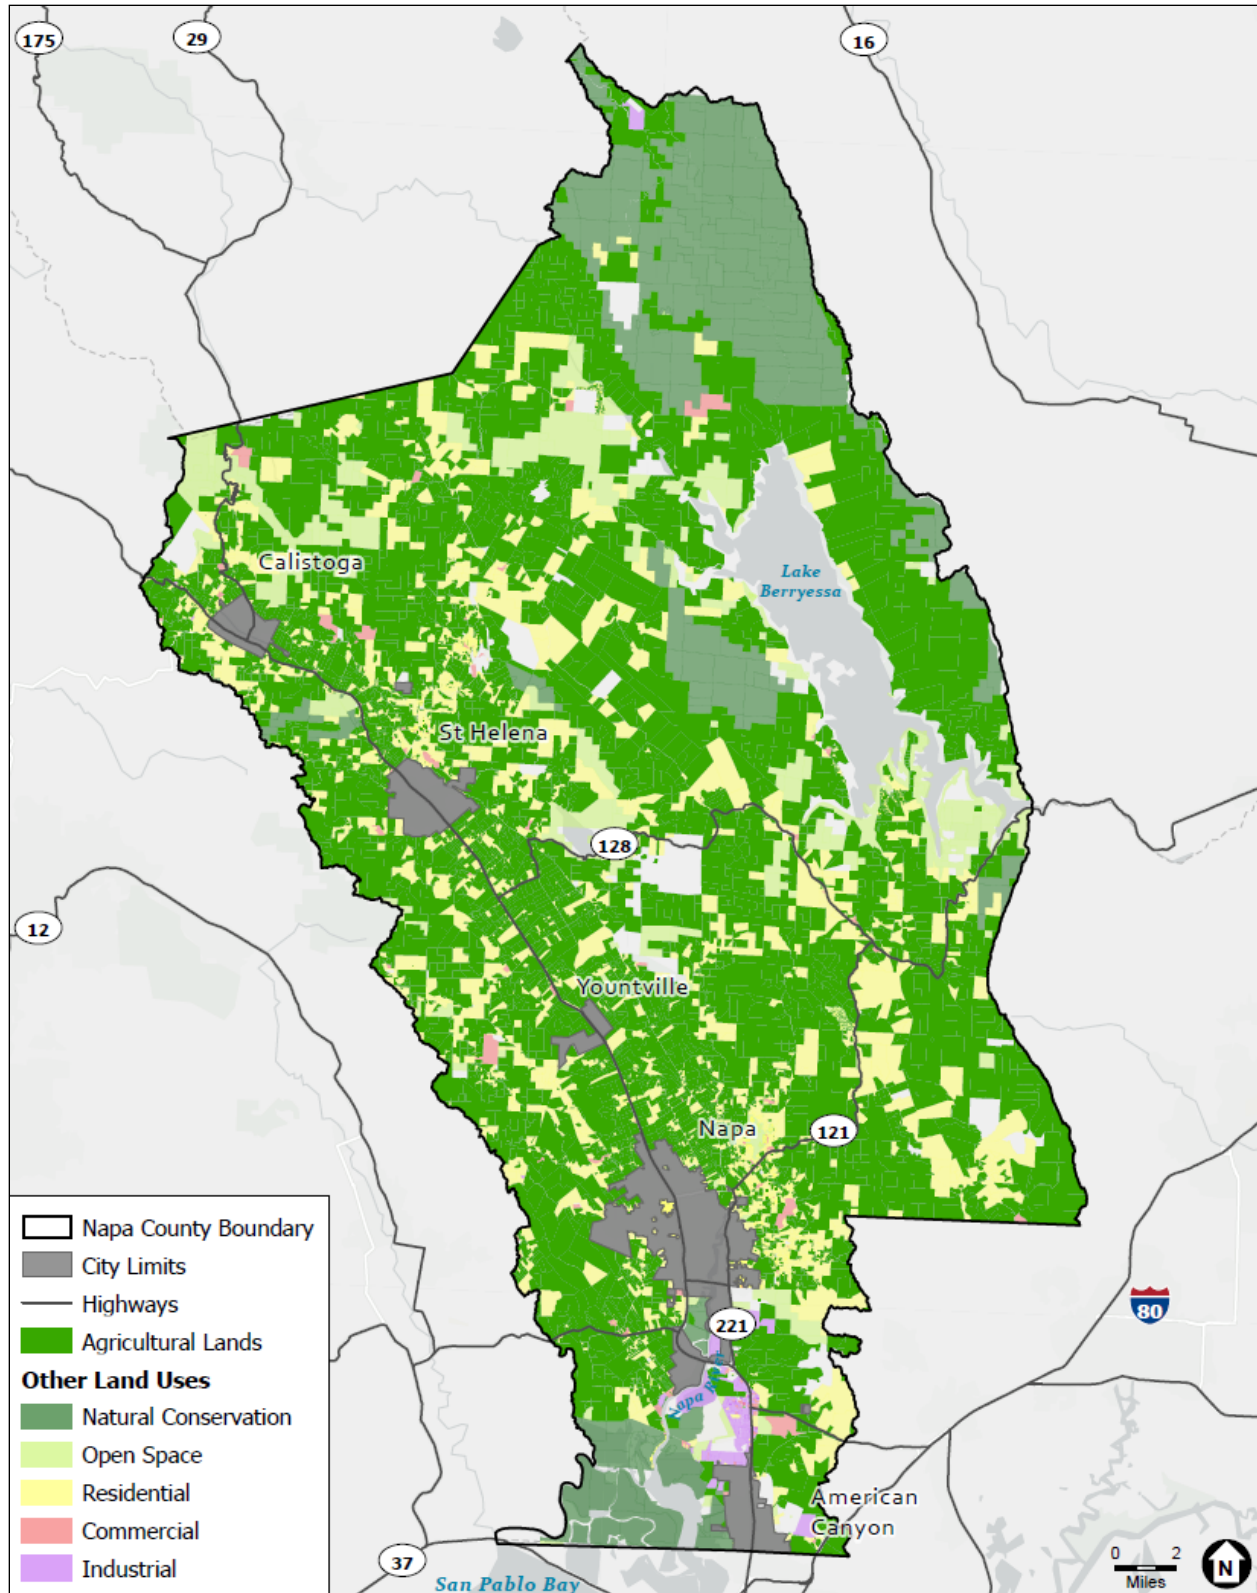 175
29
16
Lake
Berryessa
Calistoga
St Helena
128
12
Yountville
Napa
121
80
221
Napa River
American
Canyon
37
San Pablo Bay
Napa County Boundary
City Limits
Highways
Agricultural Lands
Other Land Uses
Natural Conservation
Open Space
Residential
Commercial
Industrial
0 2
Miles
N